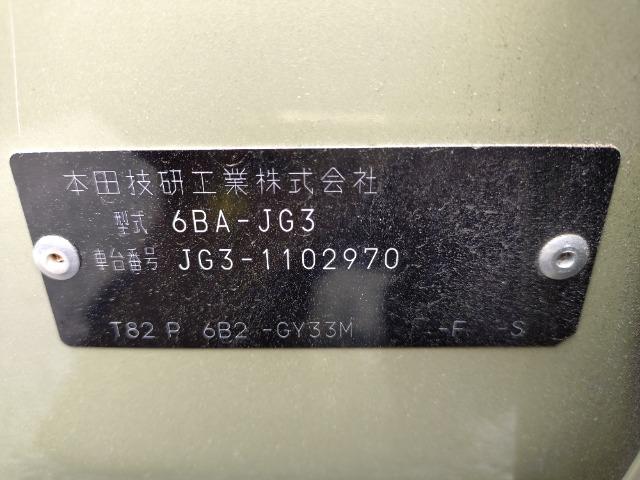 本田技研工業株式会社
型式 6BA-JG3
車台番号 JG3-1102970
T82 P 6B2 -GY33M -F -S